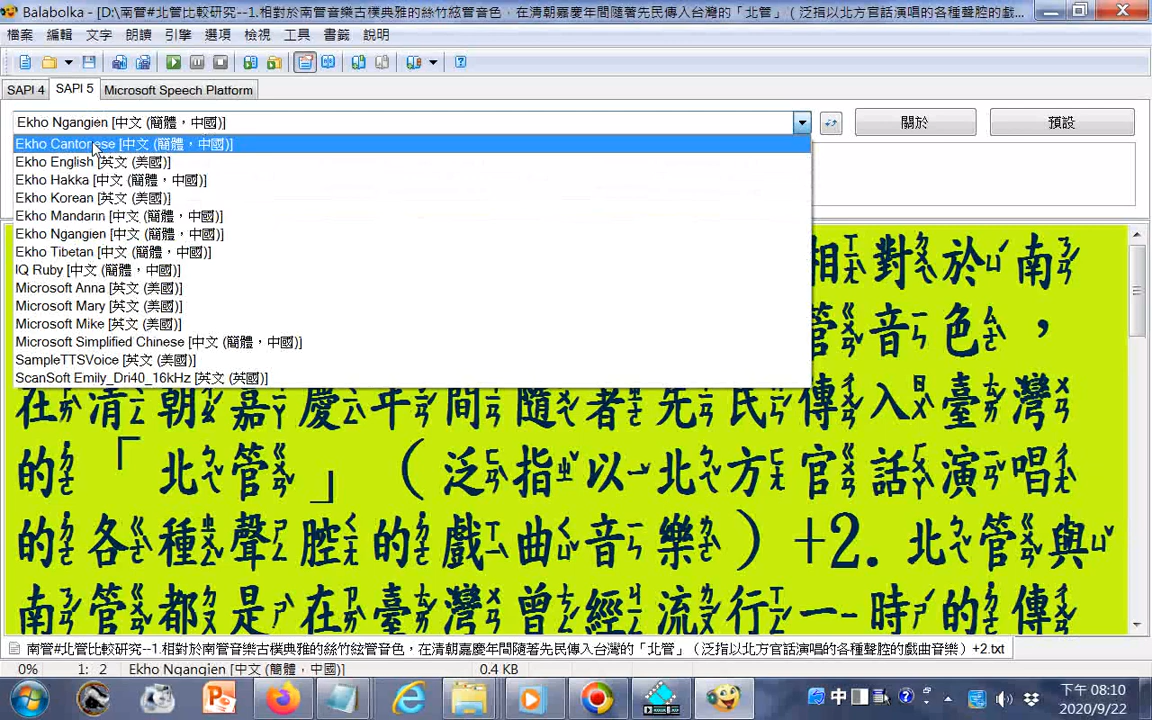 Balabolka - [D:\南管#北管比較研究--1.相對於南管音樂古樸典雅的絲竹絃管音色，在清朝嘉慶年間隨著先民傳入台灣的「北管」（泛指以北方官話演唱的各種聲腔的戲...
檔案 編輯 文字 朗讀 引擎 選項 檢視 工具 書籤 說明
SAPI 4 SAPI 5 Microsoft Speech Platform
Ekho Ngangien [中文 (簡體，中國)]
關於 預設
Ekho Cantonese [中文 (簡體，中國)]
Ekho English [英文 (美國)]
Ekho Hakka [中文 (簡體，中國)]
Ekho Korean [英文 (美國)]
Ekho Mandarin [中文 (簡體，中國)]
Ekho Ngangien [中文 (簡體，中國)]
Ekho Tibetan [中文 (簡體，中國)]
IQ Ruby [中文 (簡體，中國)]
Microsoft Anna [英文 (美國)]
Microsoft Mary [英文 (美國)]
Microsoft Mike [英文 (美國)]
Microsoft Simplified Chinese [中文 (簡體，中國)]
SampleTTSVoice [英文 (美國)]
ScanSoft Emily_Dri40_16kHz [英文 (英國)]
相對於南
管音色，
在清朝嘉慶年間隨著先民傳入臺灣
的「北管」（泛指以北方官話演唱
的各種聲腔的戲曲音樂）+2. 北管與
南管都是在臺灣曾經流行一時的傳
南管#北管比較研究--1.相對於南管音樂古樸典雅的絲竹絃管音色，在清朝嘉慶年間隨著先民傳入台灣的「北管」（泛指以北方官話演唱的各種聲腔的戲曲音樂）+2.txt
0% 1: 2 Ekho Ngangien [中文 (簡體，中國)] 0.4 KB
中
下午 08:10
2020/9/22